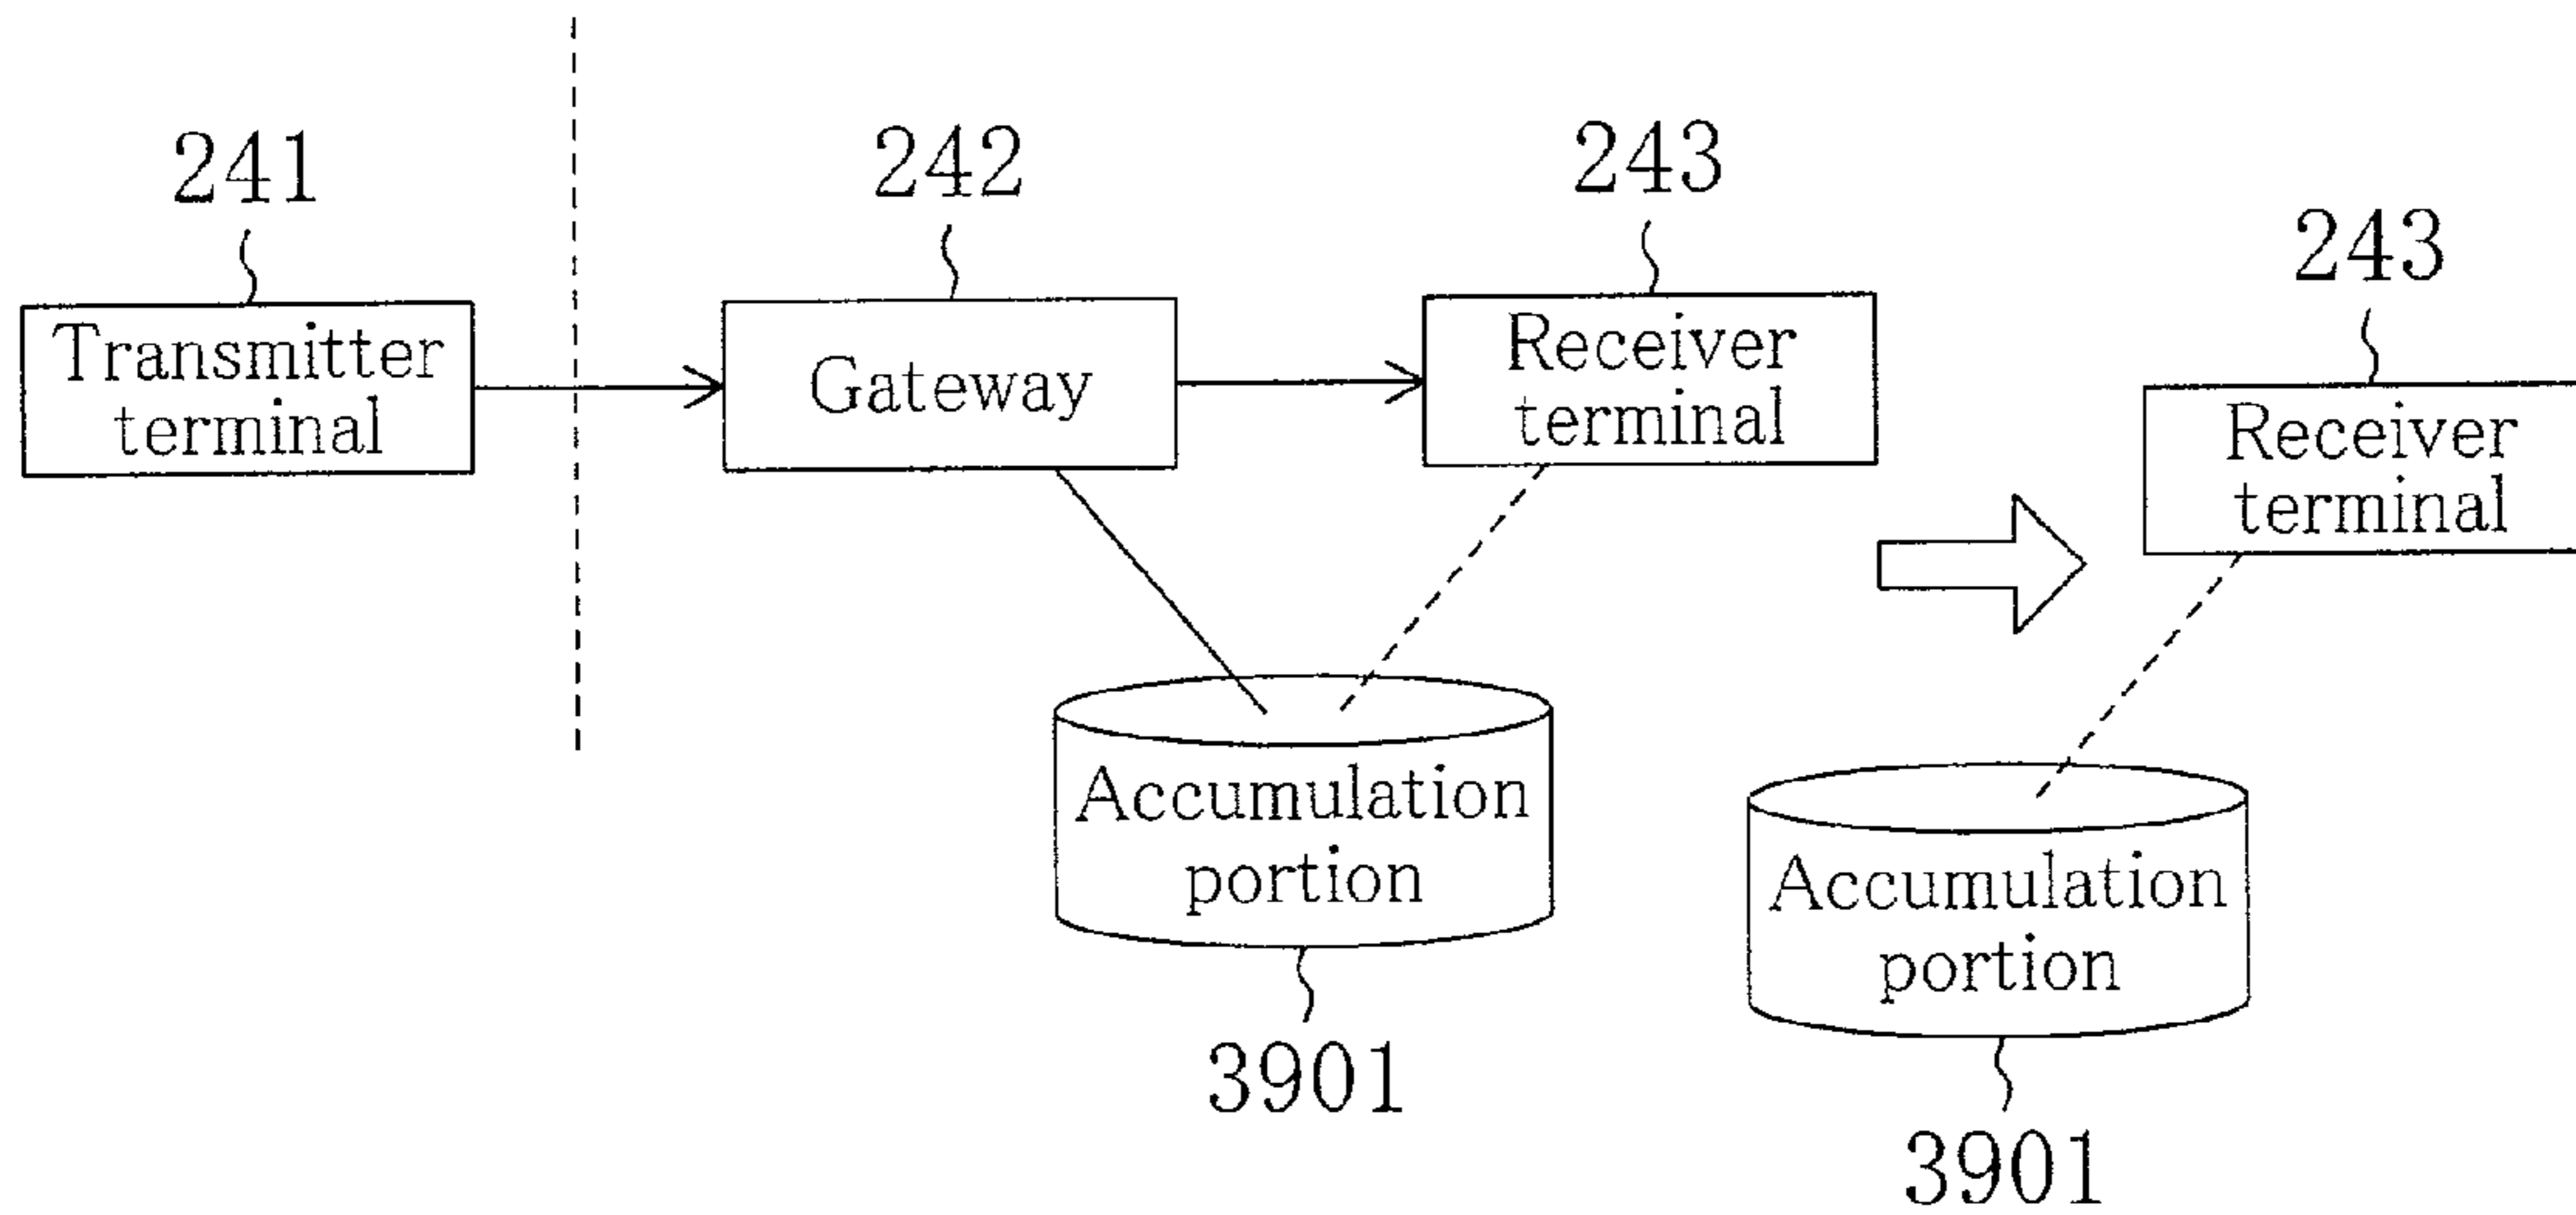 241
242
243
243
Transmitter
terminal
Gateway
Receiver
terminal
Receiver
terminal
Accumulation
portion
Accumulation
portion
3901
3901